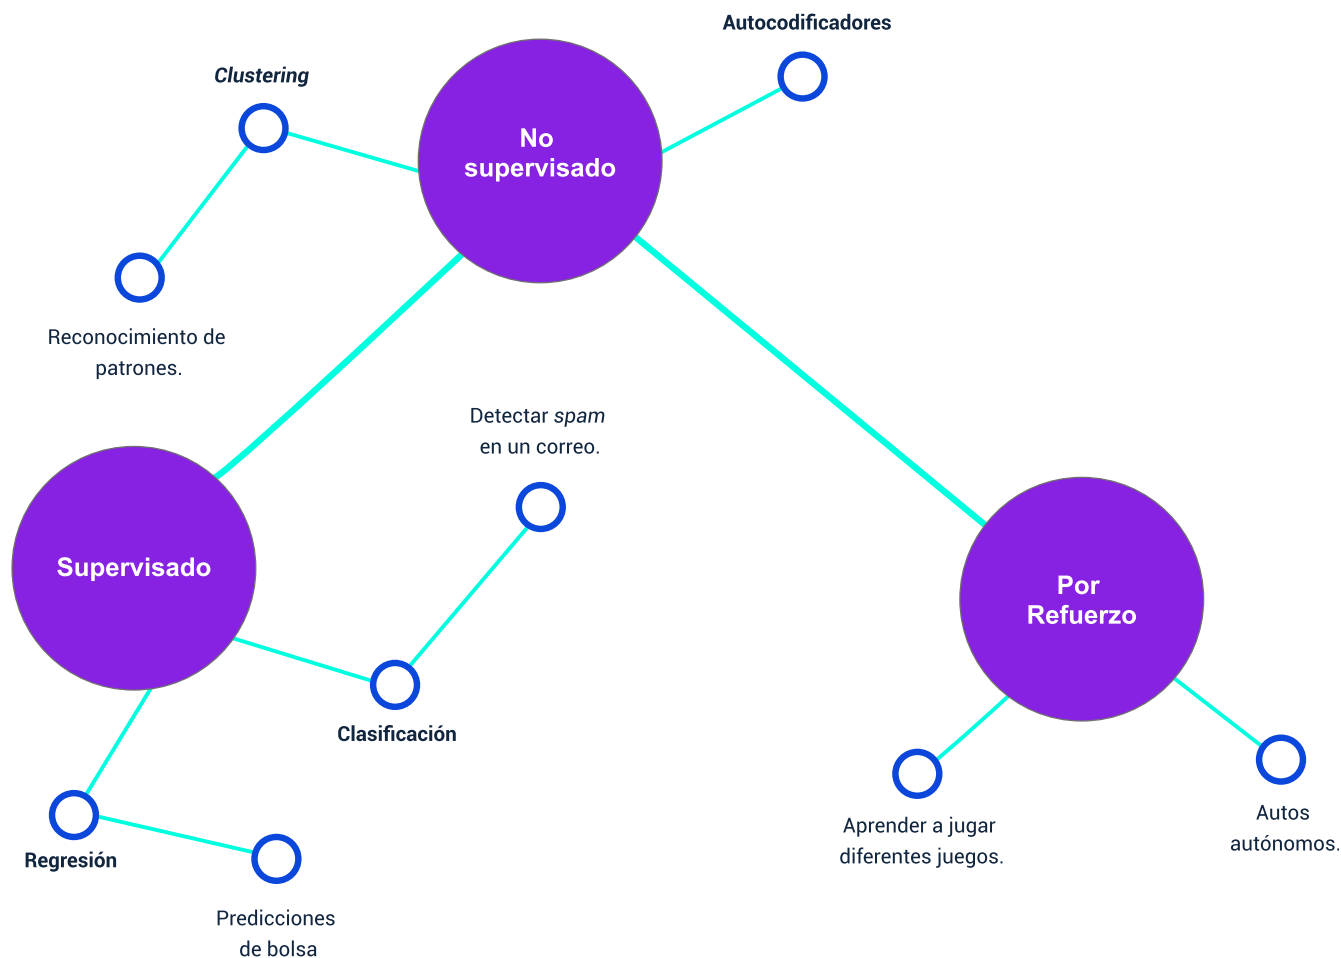 Autocodificadores
Clustering
No
supervisado
Reconocimiento de
patrones.
Detectar spam
en un correo.
Supervisado
Por
Refuerzo
Clasificación
Regresión
Aprender a jugar
diferentes juegos.
Autos
autónomos.
Predicciones
de bolsa